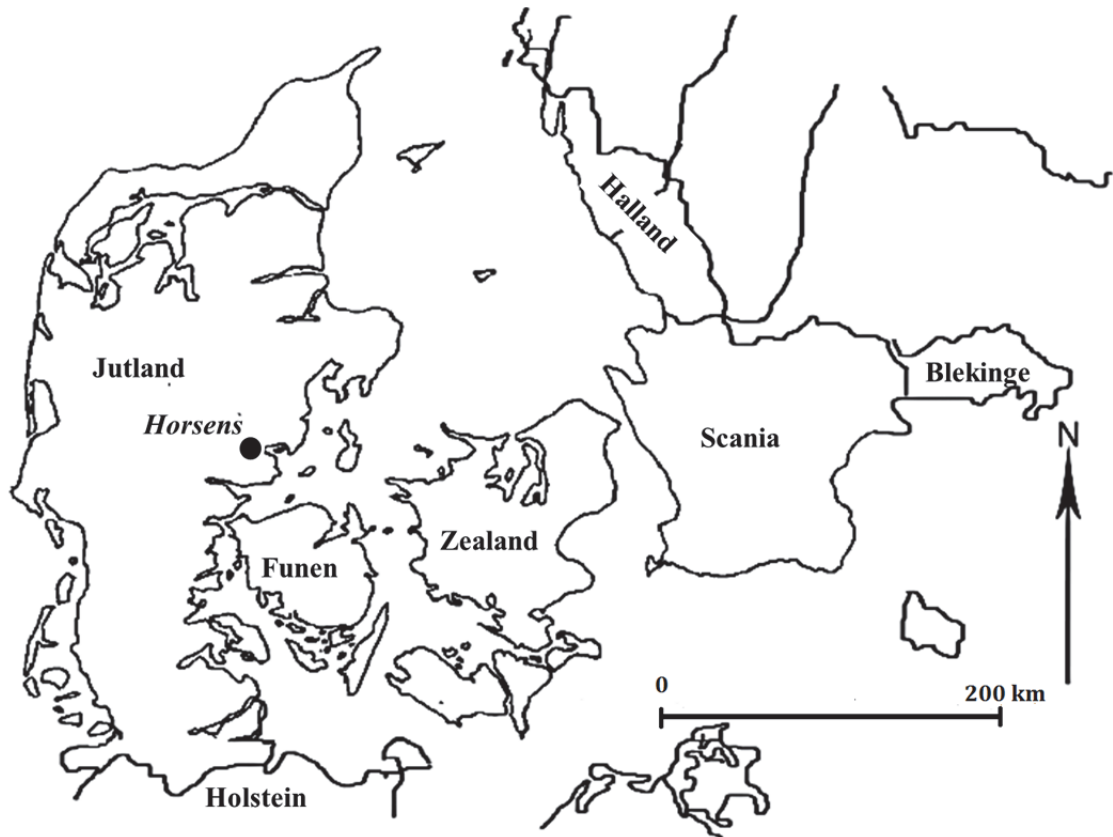 Halland
Jutland
Blekinge
Horsens
Scania
N
Zealand
Funen
0
200 km
Holstein